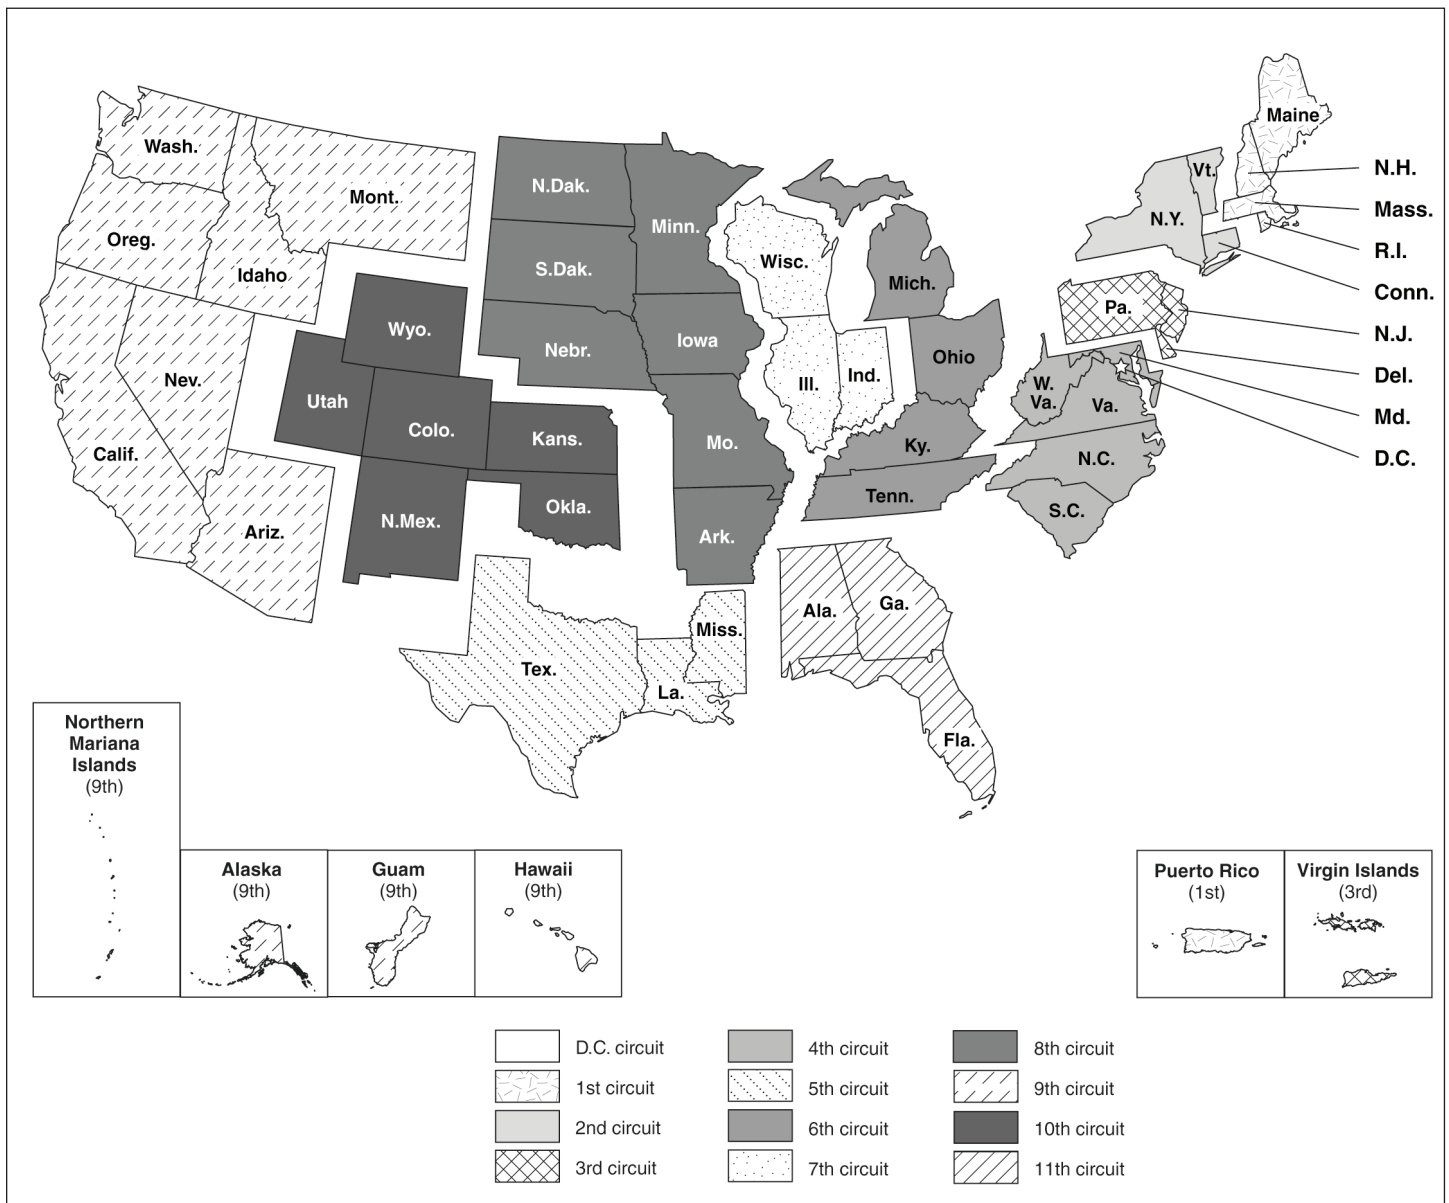 Maine
Wash.
N.H.
Vt.
Mont.
N.Dak.
Mass.
Minn.
N.Y.
Oreg.
R.I.
Wisc.
S.Dak.
Idaho
Mich.
Conn.
Pa.
Wyo.
N.J.
Iowa
Nebr.
Ohio
Nev.
Ill.
Ind.
Del.
W.
Va.
Utah
Va.
Md.
Colo.
Kans.
Mo.
Ky.
Calif.
N.C.
D.C.
Tenn.
Okla.
S.C.
N.Mex.
Ariz.
Ark.
Ala.
Ga.
Miss.
Tex.
La.
Fla.
Northern
Mariana
Islands
(9th)
Alaska
(9th)
Guam
(9th)
Hawaii
(9th)
Puerto Rico
(1st)
Virgin Islands
(3rd)
D.C. circuit
1st circuit
2nd circuit
3rd circuit
4th circuit
5th circuit
6th circuit
7th circuit
8th circuit
9th circuit
10th circuit
11th circuit